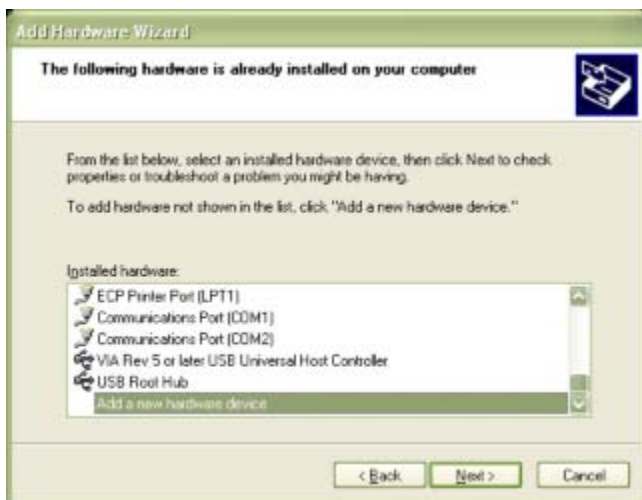 Add Hardware Wizard
The following hardware is already installed on your computer
From the list below, select an installed hardware device, then click Next to check
properties or troubleshoot a problem you might be having.
To add hardware not shown in the list, click "Add a new hardware device."
Installed hardware:
ECP Printer Port (LPT1)
Communications Port (COM1)
Communications Port (COM2)
VIA Rev 5 or later USB Universal Host Controller
USB Root Hub
Add a new hardware device
< Back
Next >
Cancel